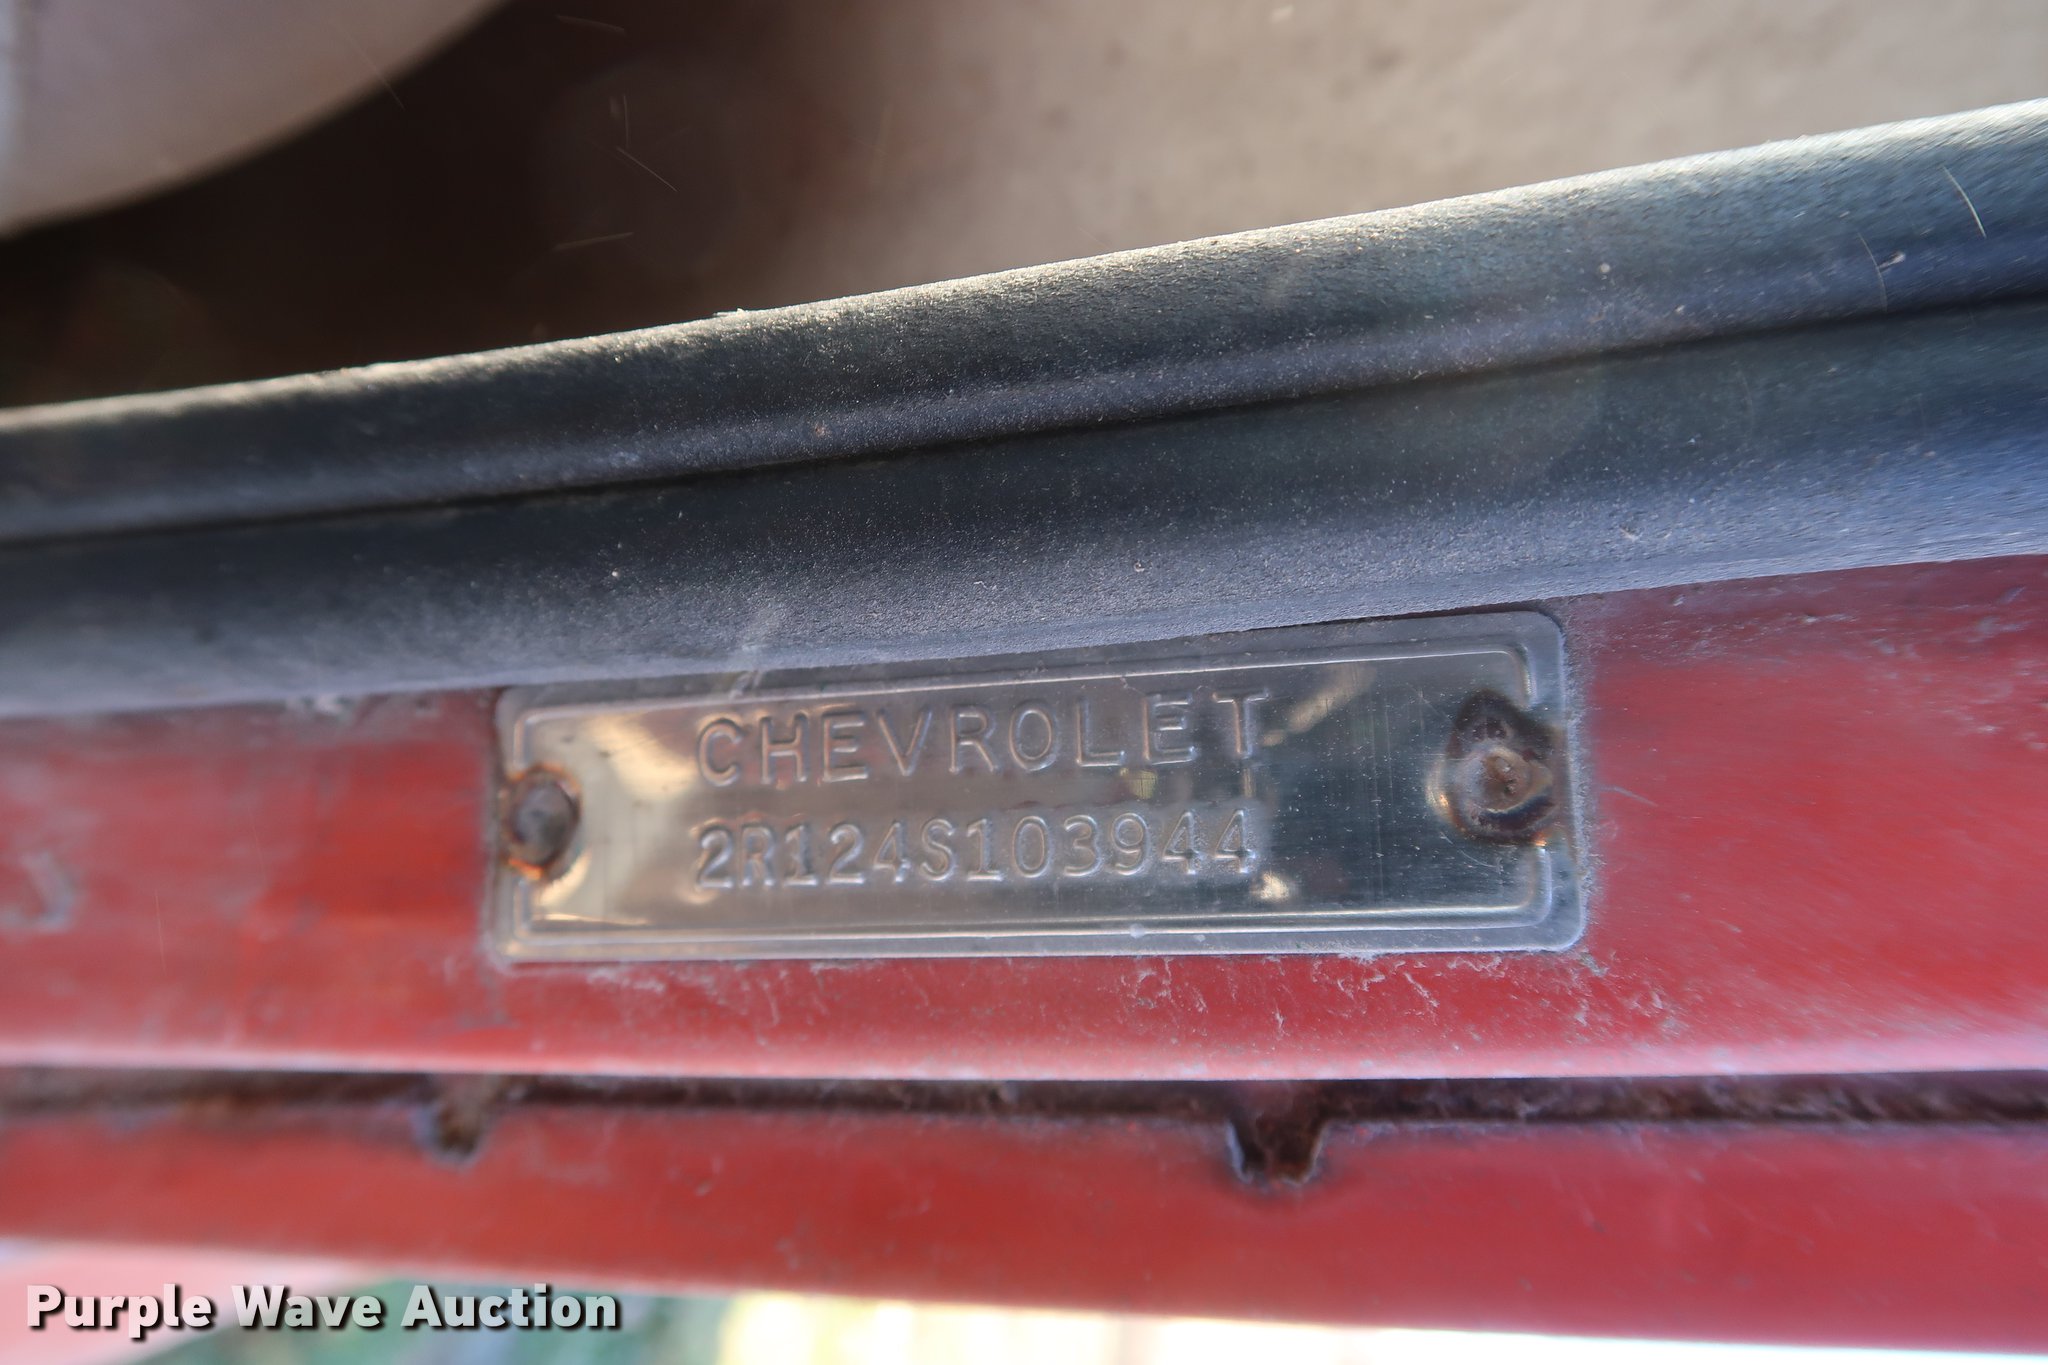 CHEVROLET
2R124S103944
Purple Wave Auction